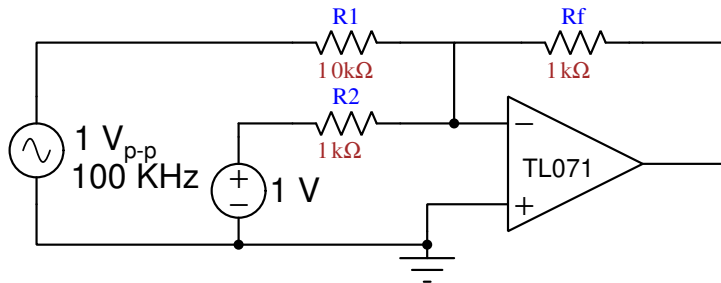 R1
Rf
10kΩ
1kΩ
R2
1kΩ
1 Vp-p
100 KHz
1 V
TL071